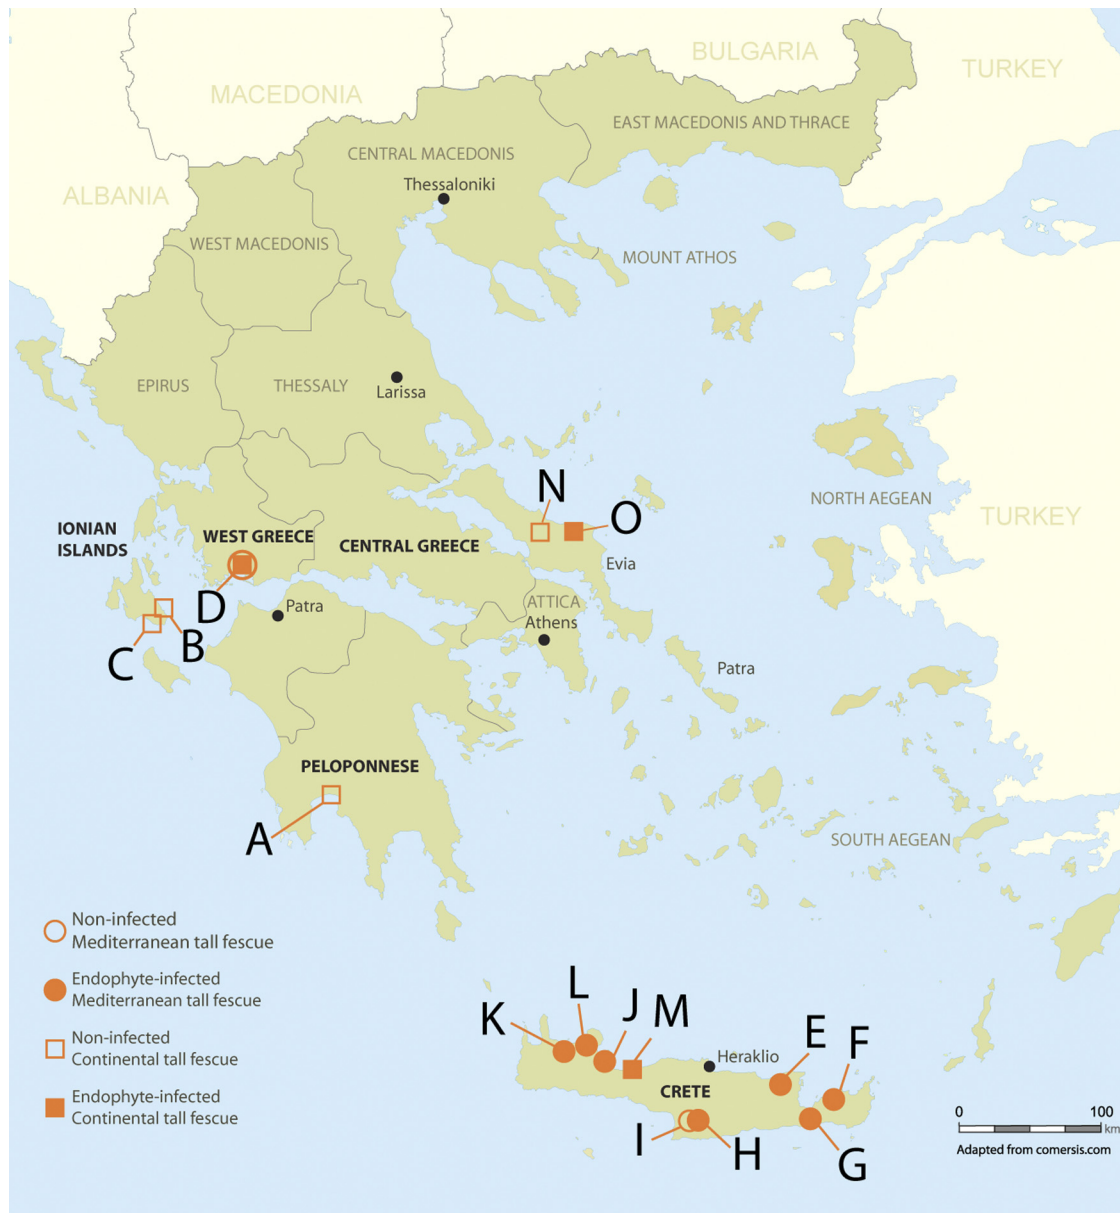 BULGARIA
TURKEY
MACEDONIA
EAST MACEDONIS AND THRACE
CENTRAL MACEDONIS
Thessaloniki
ALBANIA
WEST MACEDONIS
MOUNT ATHOS
EPIRUS
THESSALY
Larissa
N
O
NORTH AEGEAN
TURKEY
IONIAN
ISLANDS
WEST GREECE
CENTRAL GREECE
Evia
D
Patra
ATTICA
Athens
B
C
Patra
PELOPONNESE
A
SOUTH AEGEAN
Non-infected
Mediterranean tall fescue
Endophyte-infected
Mediterranean tall fescue
Non-infected
Continental tall fescue
Endophyte-infected
Continental tall fescue
K
L
J
M
E
F
Heraklio
CRETE
I
H
G
0
100
km
Adapted from comersis.com